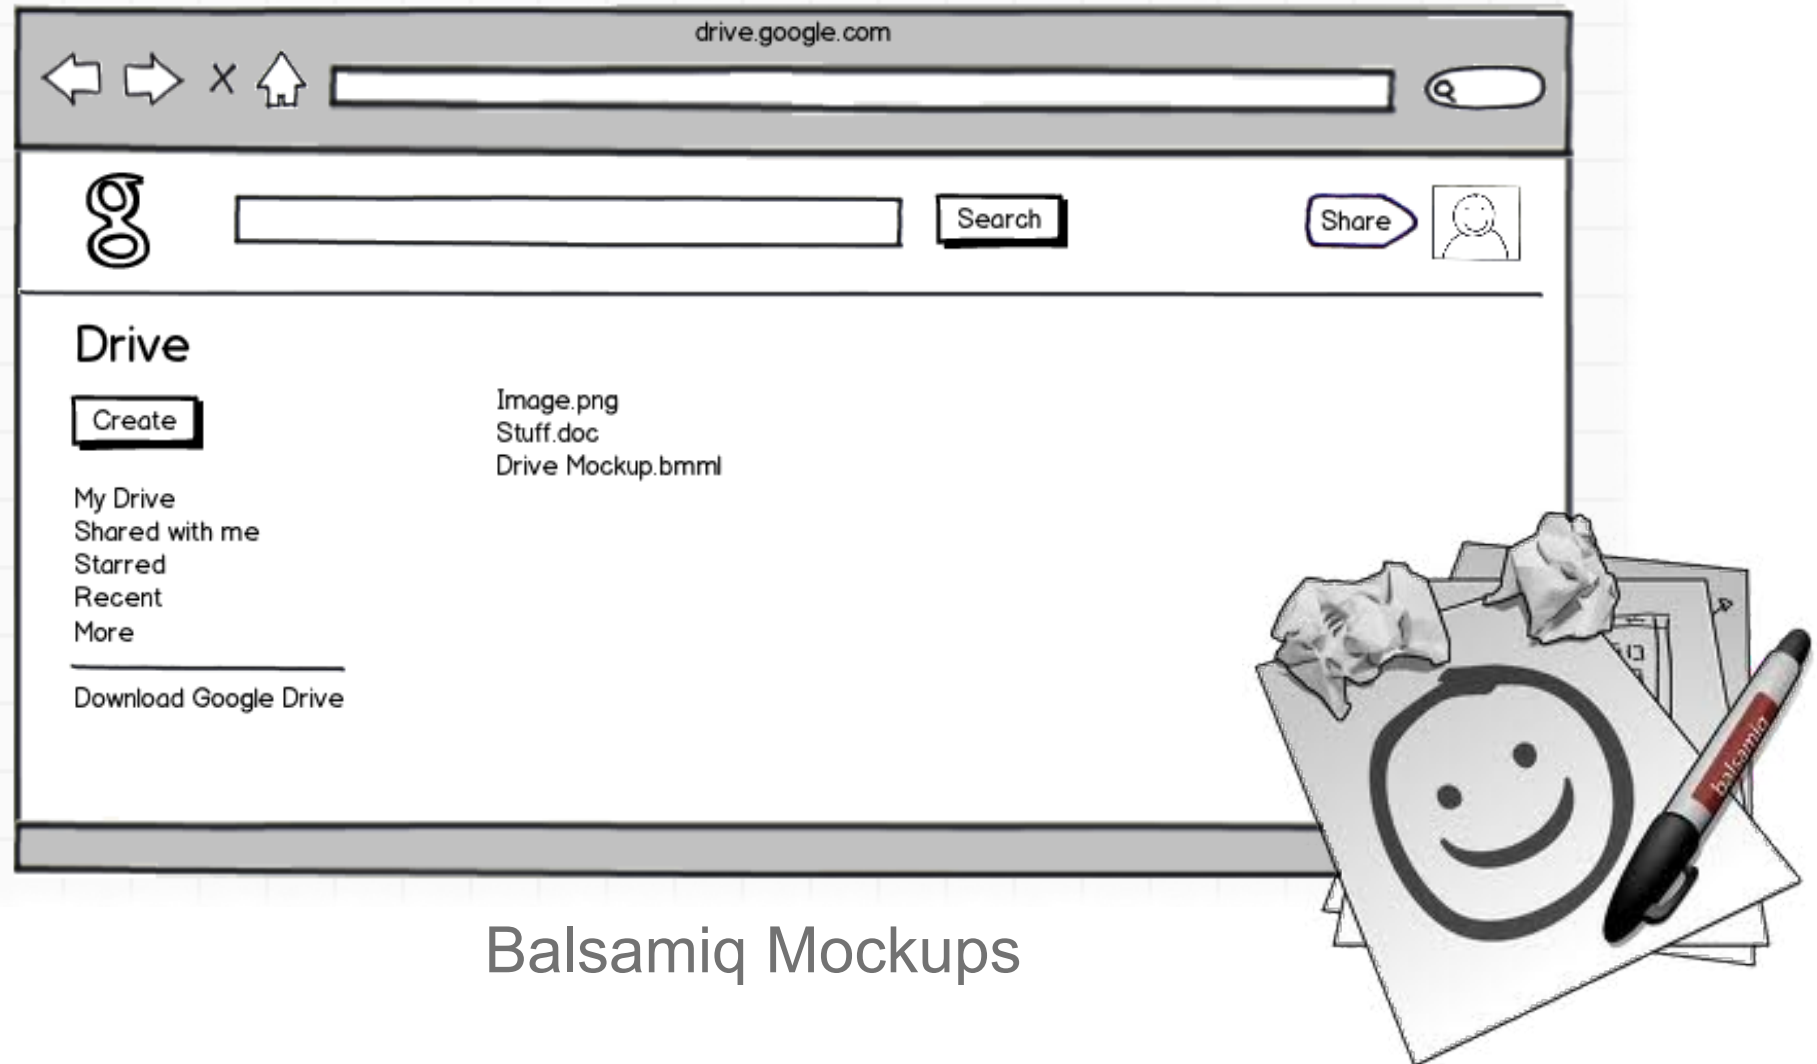 drive.google.com
g
Search
Share
Drive
Create
Image.png
Stuff.doc
Drive Mockup.bmml
My Drive
Shared with me
Starred
Recent
More
Download Google Drive
balsamiq
Balsamiq Mockups